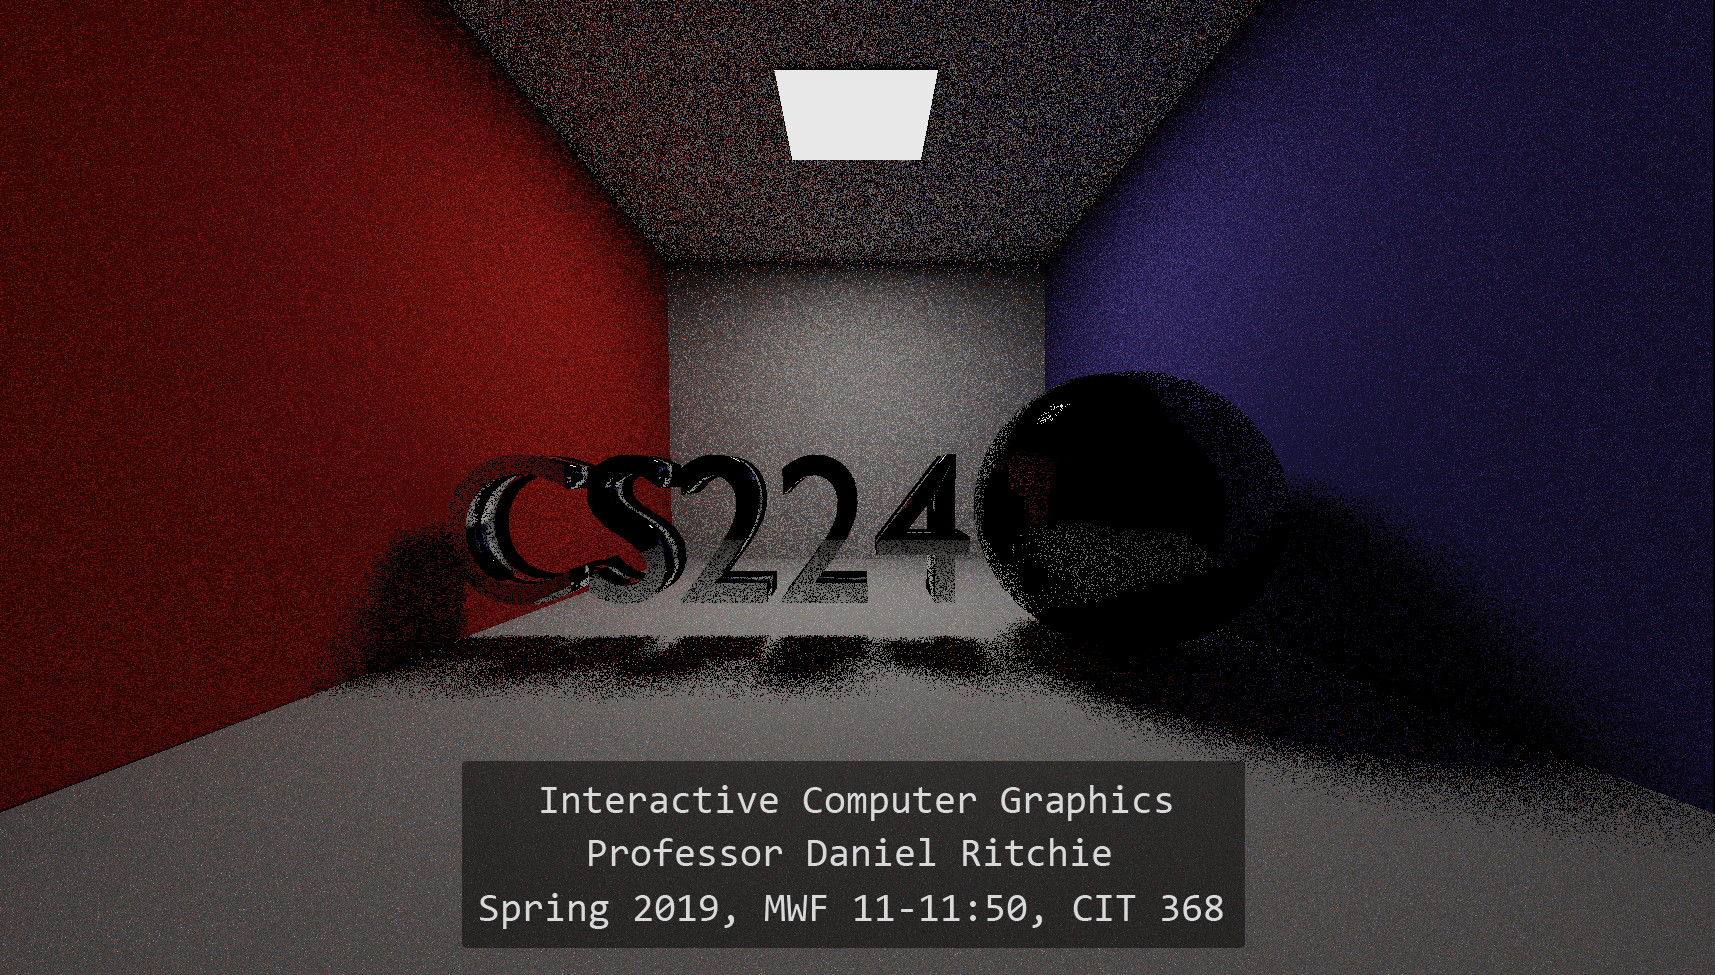 CS224
Interactive Computer Graphics
Professor Daniel Ritchie
Spring 2019, MWF 11-11:50, CIT 368